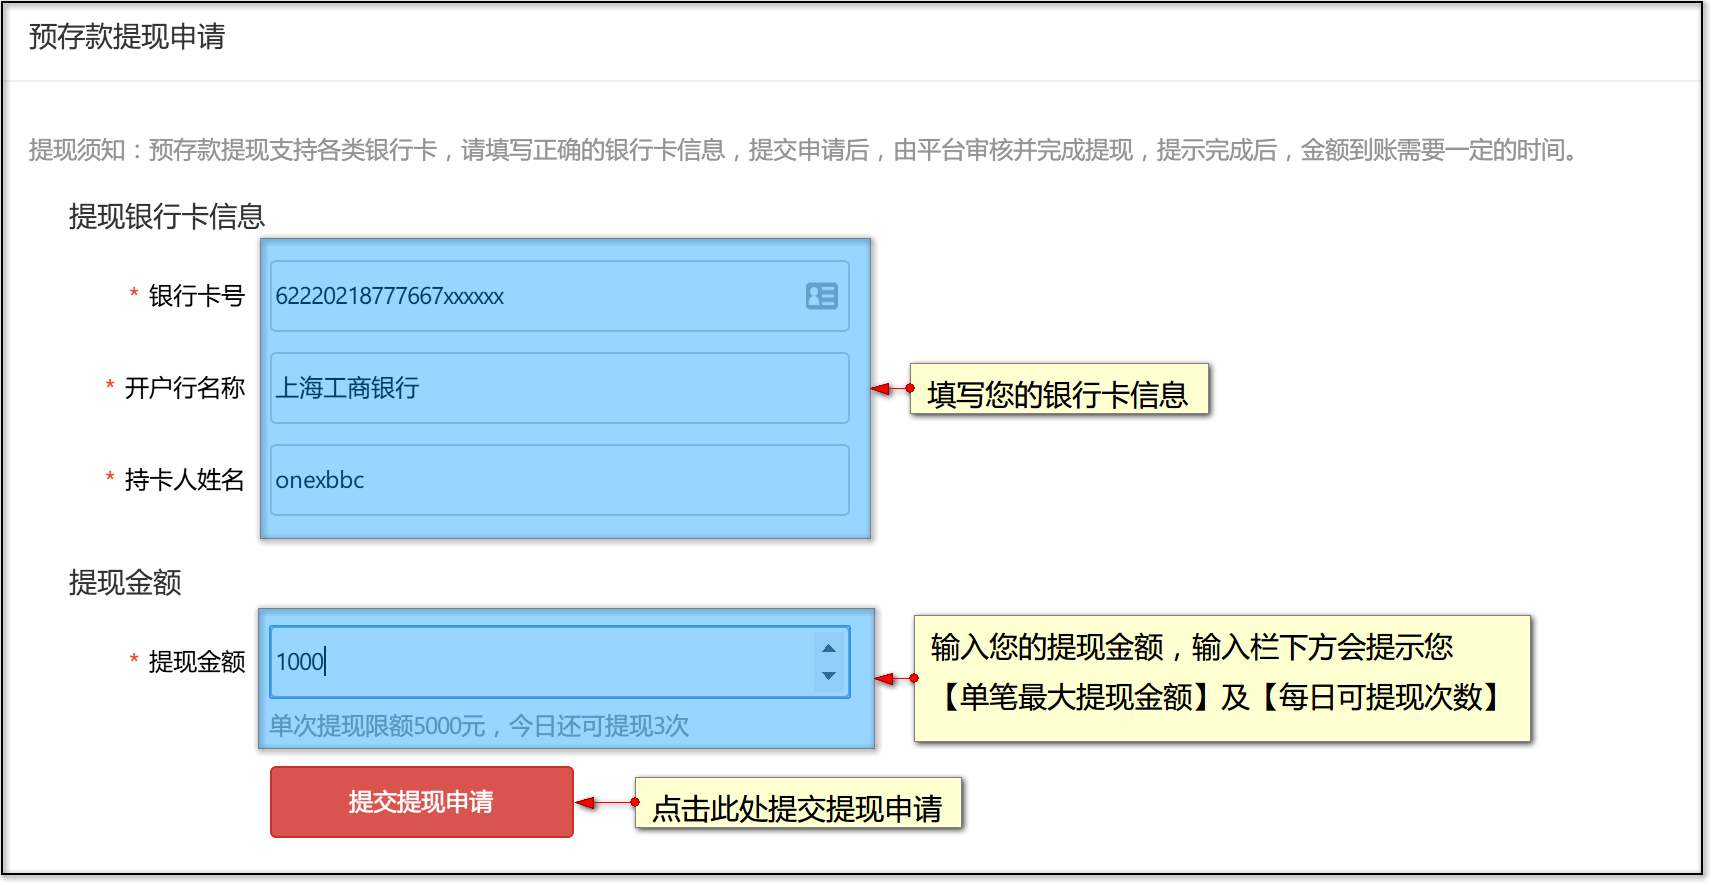 预存款提现申请
提现须知：预存款提现支持各类银行卡，请填写正确的银行卡信息，提交申请后，由平台审核并完成提现，提示完成后，金额到账需要一定的时间。
提现银行卡信息
* 银行卡号 62220218777667xxxxxx
* 开户行名称 上海工商银行
填写您的银行卡信息
* 持卡人姓名 onexbbc
提现金额
* 提现金额 1000
输入您的提现金额，输入栏下方会提示您
【单笔最大提现金额】及【每日可提现次数】
单次提现限额5000元，今日还可提现3次
提交提现申请
点击此处提交提现申请